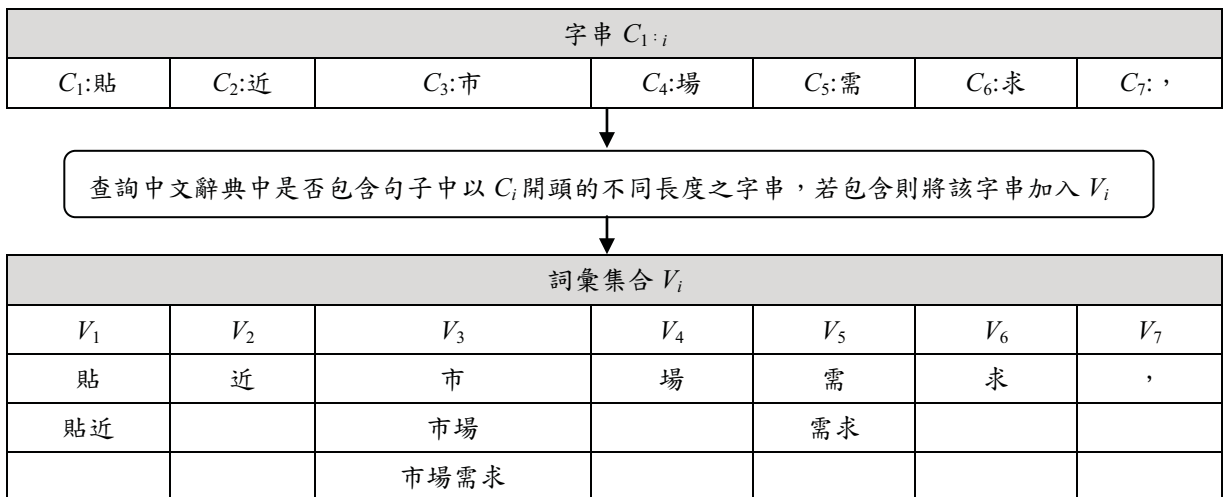 字串 C1:i
C1:貼 C2:近 C3:市 C4:場 C5:需 C6:求 C7:，
查詢中文辭典中是否包含句子中以 Ci 開頭的不同長度之字串，若包含則將該字串加入 Vi
詞彙集合 Vi
V1 V2 V3 V4 V5 V6 V7
貼 近 市 場 需 求 ，
貼近 市場 需求
市場需求